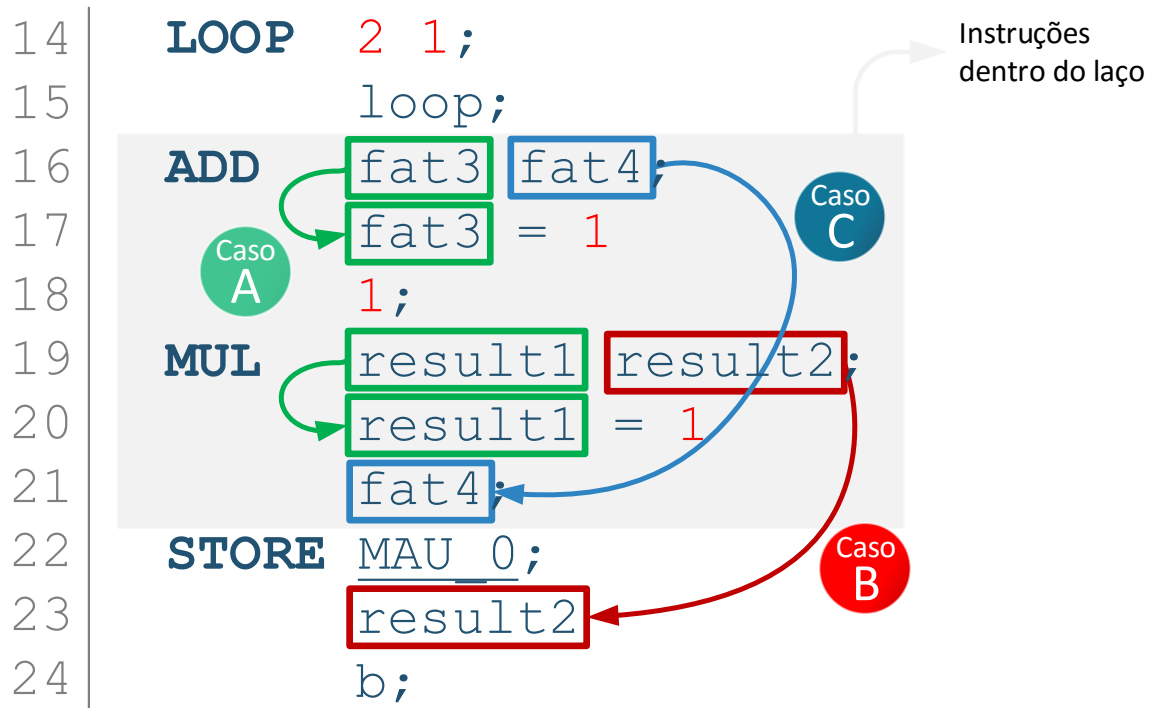 14 LOOP 2 1;
Instruções
dentro do laço
15 loop;
16 ADD fat3 fat4;
17 fat3 = 1
Caso
C
Caso
A
18 1;
19 MUL result1 result2;
20 result1 = 1
21 fat4;
22 STORE MAU_0;
Caso
B
23 result2
24 b;